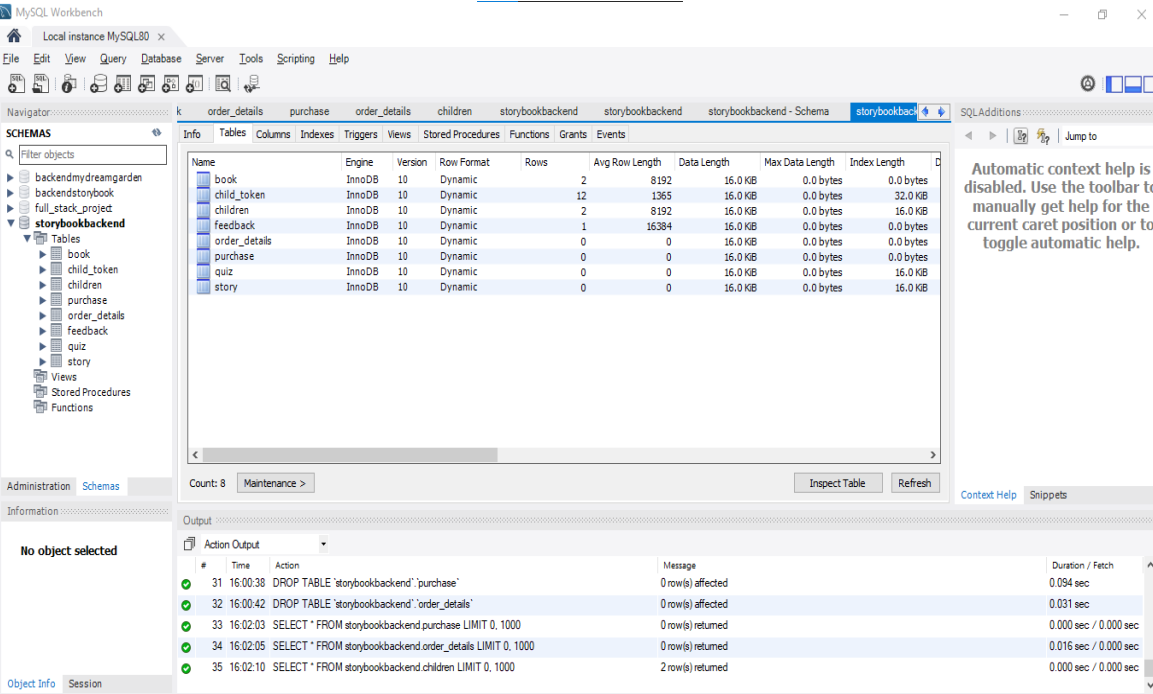 MySQL Workbench
Local instance MySQL80
File Edit View Query Database Server Tools Scripting Help
Navigator
SCHEMAS
Filter objects
backendmydreamgarden
backendstorybook
full_stack_project
storybookbackend
Tables
book
child_token
children
purchase
order_details
feedback
quiz
story
Views
Stored Procedures
Functions
Administration Schemas
Information
No object selected
Object Info Session
k order_details purchase order_details children storybookbackend storybookbackend storybookbackend - Schema storybookback
Info Tables Columns Indexes Triggers Views Stored Procedures Functions Grants Events
Name Engine Version Row Format Rows Avg Row Length Data Length Max Data Length Index Length D
book InnoDB 10 Dynamic 2 8192 16.0 KiB 0.0 bytes 0.0 bytes
child_token InnoDB 10 Dynamic 12 1365 16.0 KiB 0.0 bytes 32.0 KiB
children InnoDB 10 Dynamic 2 8192 16.0 KiB 0.0 bytes 16.0 KiB
feedback InnoDB 10 Dynamic 1 16384 16.0 KiB 0.0 bytes 0.0 bytes
order_details InnoDB 10 Dynamic 0 0 16.0 KiB 0.0 bytes 0.0 bytes
purchase InnoDB 10 Dynamic 0 0 16.0 KiB 0.0 bytes 0.0 bytes
quiz InnoDB 10 Dynamic 0 0 16.0 KiB 0.0 bytes 16.0 KiB
story InnoDB 10 Dynamic 0 0 16.0 KiB 0.0 bytes 16.0 KiB
Count: 8 Maintenance > Inspect Table Refresh
SQLAdditions
Jump to
Automatic context help is
disabled. Use the toolbar to
manually get help for the
current caret position or to
toggle automatic help.
Context Help Snippets
Output
Action Output
# Time Action Message Duration / Fetch
31 16:00:38 DROP TABLE `storybookbackend`.`purchase` 0 row(s) affected 0.094 sec
32 16:00:42 DROP TABLE `storybookbackend`.`order_details` 0 row(s) affected 0.031 sec
33 16:02:03 SELECT * FROM storybookbackend.purchase LIMIT 0, 1000 0 row(s) returned 0.000 sec / 0.000 sec
34 16:02:05 SELECT * FROM storybookbackend.order_details LIMIT 0, 1000 0 row(s) returned 0.016 sec / 0.000 sec
35 16:02:10 SELECT * FROM storybookbackend.children LIMIT 0, 1000 2 row(s) returned 0.000 sec / 0.000 sec